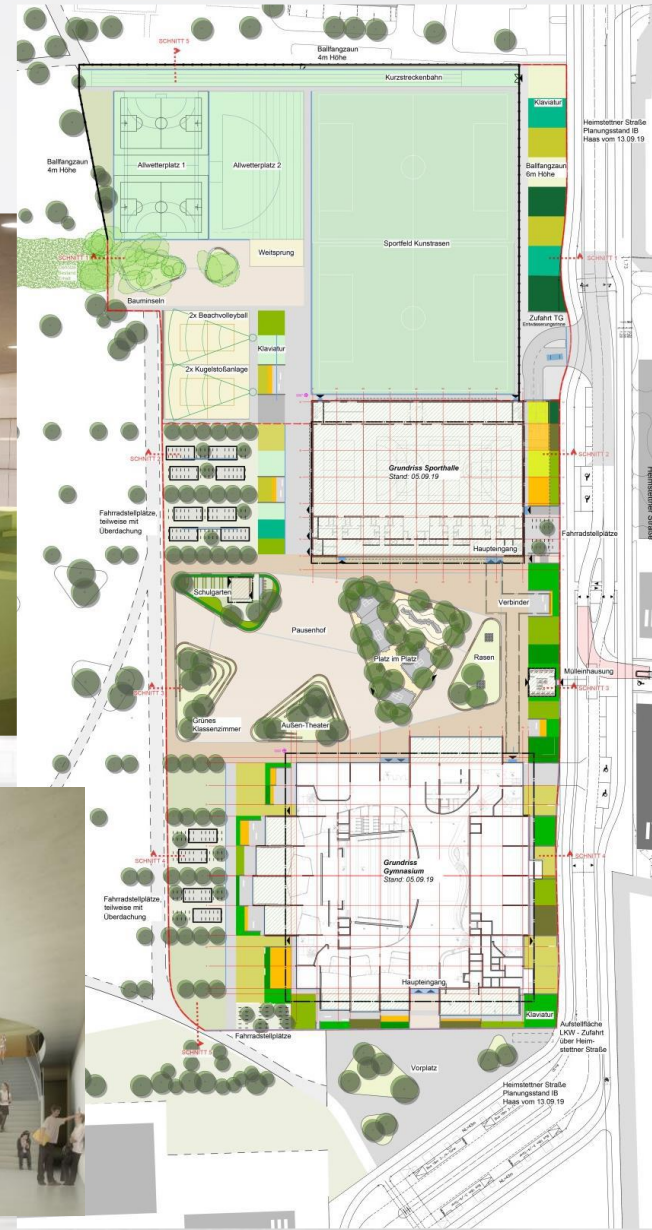 SCHNITT 5
Ballfangzaun
4m Höhe
Kurzstreckenbahn
Klaviatur
Heimstettner Straße
Planungsstand IB
Haas vom 13.09.19
Ballfangzaun
4m Höhe
Allwetterplatz 1
Allwetterplatz 2
Ballfangzaun
6m Höhe
Sportfeld Kunstrasen
Weitsprung
SCHNITT 1
SCHNITT 1
Bauminseln
Zufahrt TG
2x Beachvolleyball
Klaviatur
2x Kugelstoßanlage
SCHNITT 2
SCHNITT 2
Grundriss Sporthalle
Stand: 05.09.19
Heimstettner Straße
Fahrradstellplätze,
teilweise mit
Überdachung
Fahrradstellplätze
Haupteingang
Schulgarten
Verbinder
Pausenhof
Platz im Platz
Rasen
Mülleinhausung
SCHNITT 3
SCHNITT 3
Grünes
Klassenzimmer
Außen-Theater
SCHNITT 4
SCHNITT 4
Grundriss
Gymnasium
Stand: 05.09.19
Fahrradstellplätze,
teilweise mit
Überdachung
Haupteingang
Klaviatur
Fahrradstellplätze
SCHNITT 5
Aufstellfläche
LKW - Zufahrt
über Heim-
stettner Straße
Vorplatz
Heimstettner Straße
Planungsstand IB
Haas vom 13.09.19